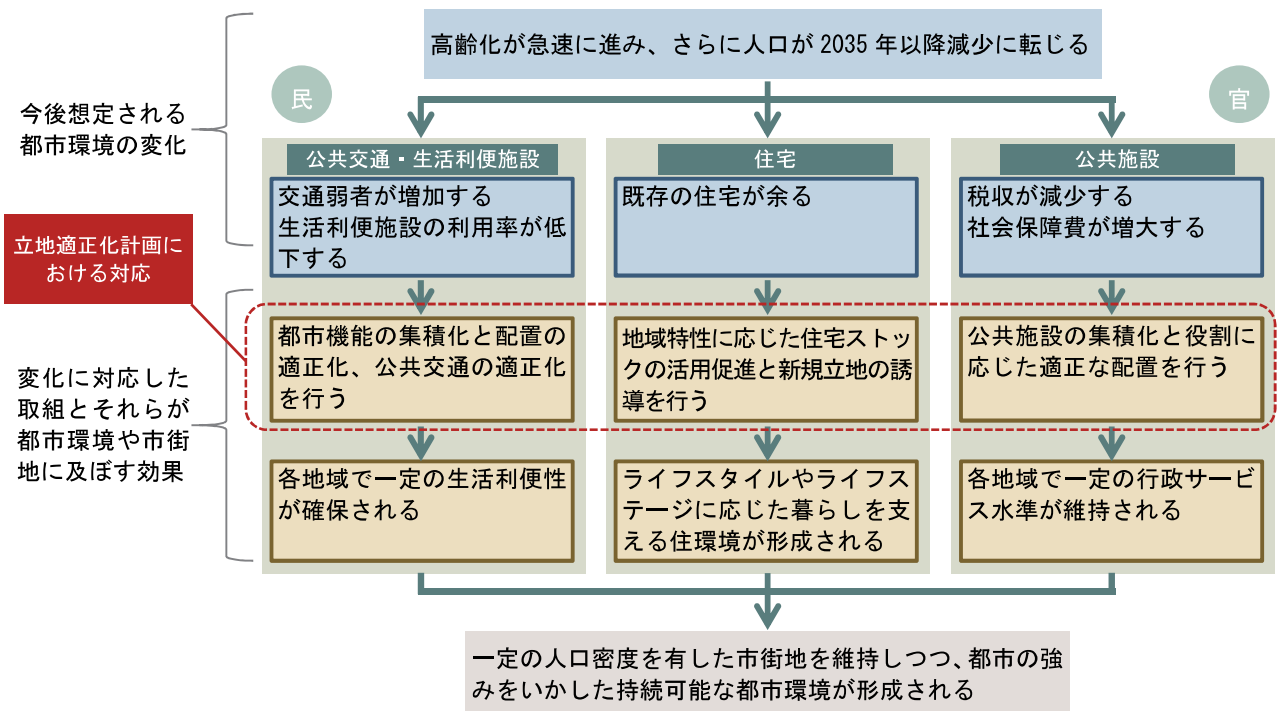 高齢化が急速に進み、さらに人口が 2035 年以降減少に転じる
民
官
今後想定される
都市環境の変化
公共交通・生活利便施設
交通弱者が増加する
生活利便施設の利用率が低
下する
住宅
既存の住宅が余る
公共施設
税収が減少する
社会保障費が増大する
立地適正化計画に
おける対応
変化に対応した
取組とそれらが
都市環境や市街
地に及ぼす効果
都市機能の集積化と配置の
適正化、公共交通の適正化
を行う
地域特性に応じた住宅ストッ
クの活用促進と新規立地の誘
導を行う
公共施設の集積化と役割に
応じた適正な配置を行う
各地域で一定の生活利便性
が確保される
ライフスタイルやライフス
テージに応じた暮らしを支
える住環境が形成される
各地域で一定の行政サービ
ス水準が維持される
一定の人口密度を有した市街地を維持しつつ、都市の強
みをいかした持続可能な都市環境が形成される